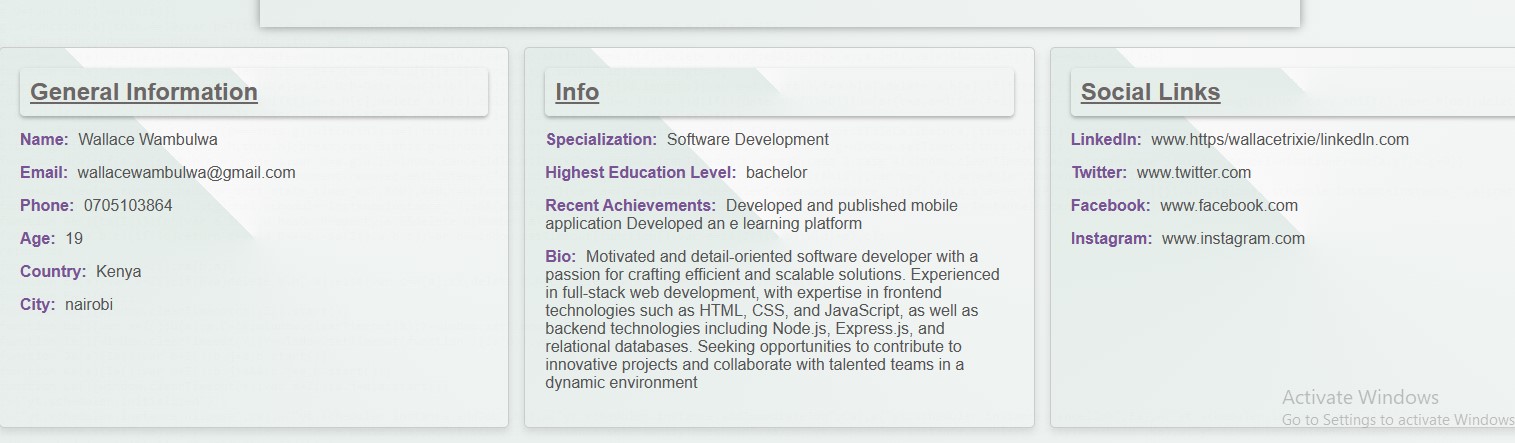 General Information
Name: Wallace Wambulwa
Email: wallacewambulwa@gmail.com
Phone: 0705103864
Age: 19
Country: Kenya
City: nairobi
Info
Specialization: Software Development
Highest Education Level: bachelor
Recent Achievements: Developed and published mobile
application Developed an e learning platform
Bio: Motivated and detail-oriented software developer with a
passion for crafting efficient and scalable solutions. Experienced
in full-stack web development, with expertise in frontend
technologies such as HTML, CSS, and JavaScript, as well as
backend technologies including Node.js, Express.js, and
relational databases. Seeking opportunities to contribute to
innovative projects and collaborate with talented teams in a
dynamic environment
Social Links
LinkedIn: www.https/wallacetrixie/linkedln.com
Twitter: www.twitter.com
Facebook: www.facebook.com
Instagram: www.instagram.com
Activate Windows
Go to Settings to activate Windows